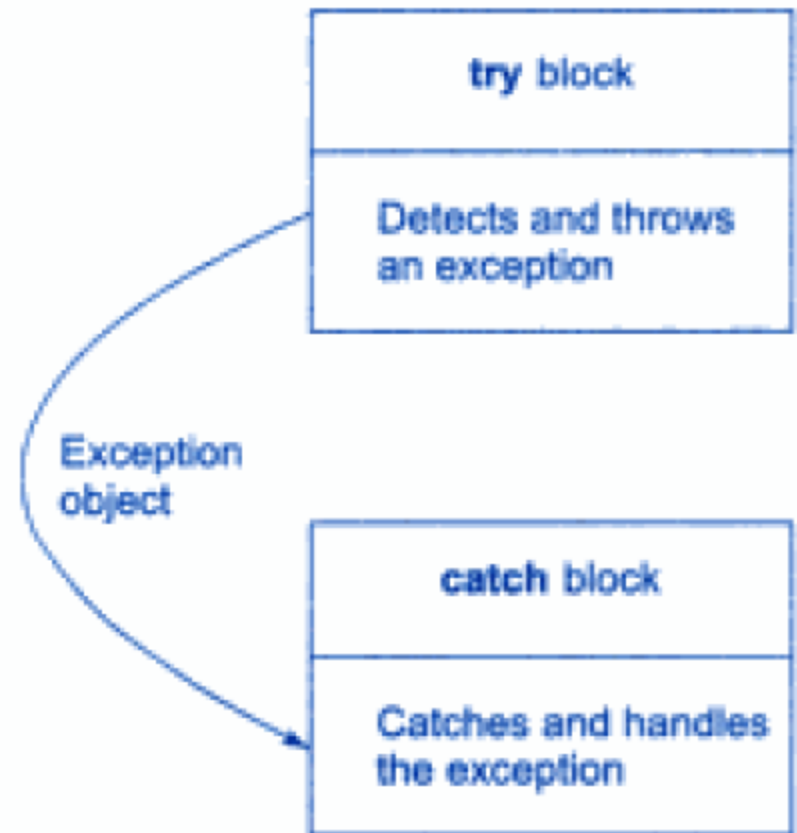 try block
Detects and throws
an exception
Exception
object
catch block
Catches and handles
the exception